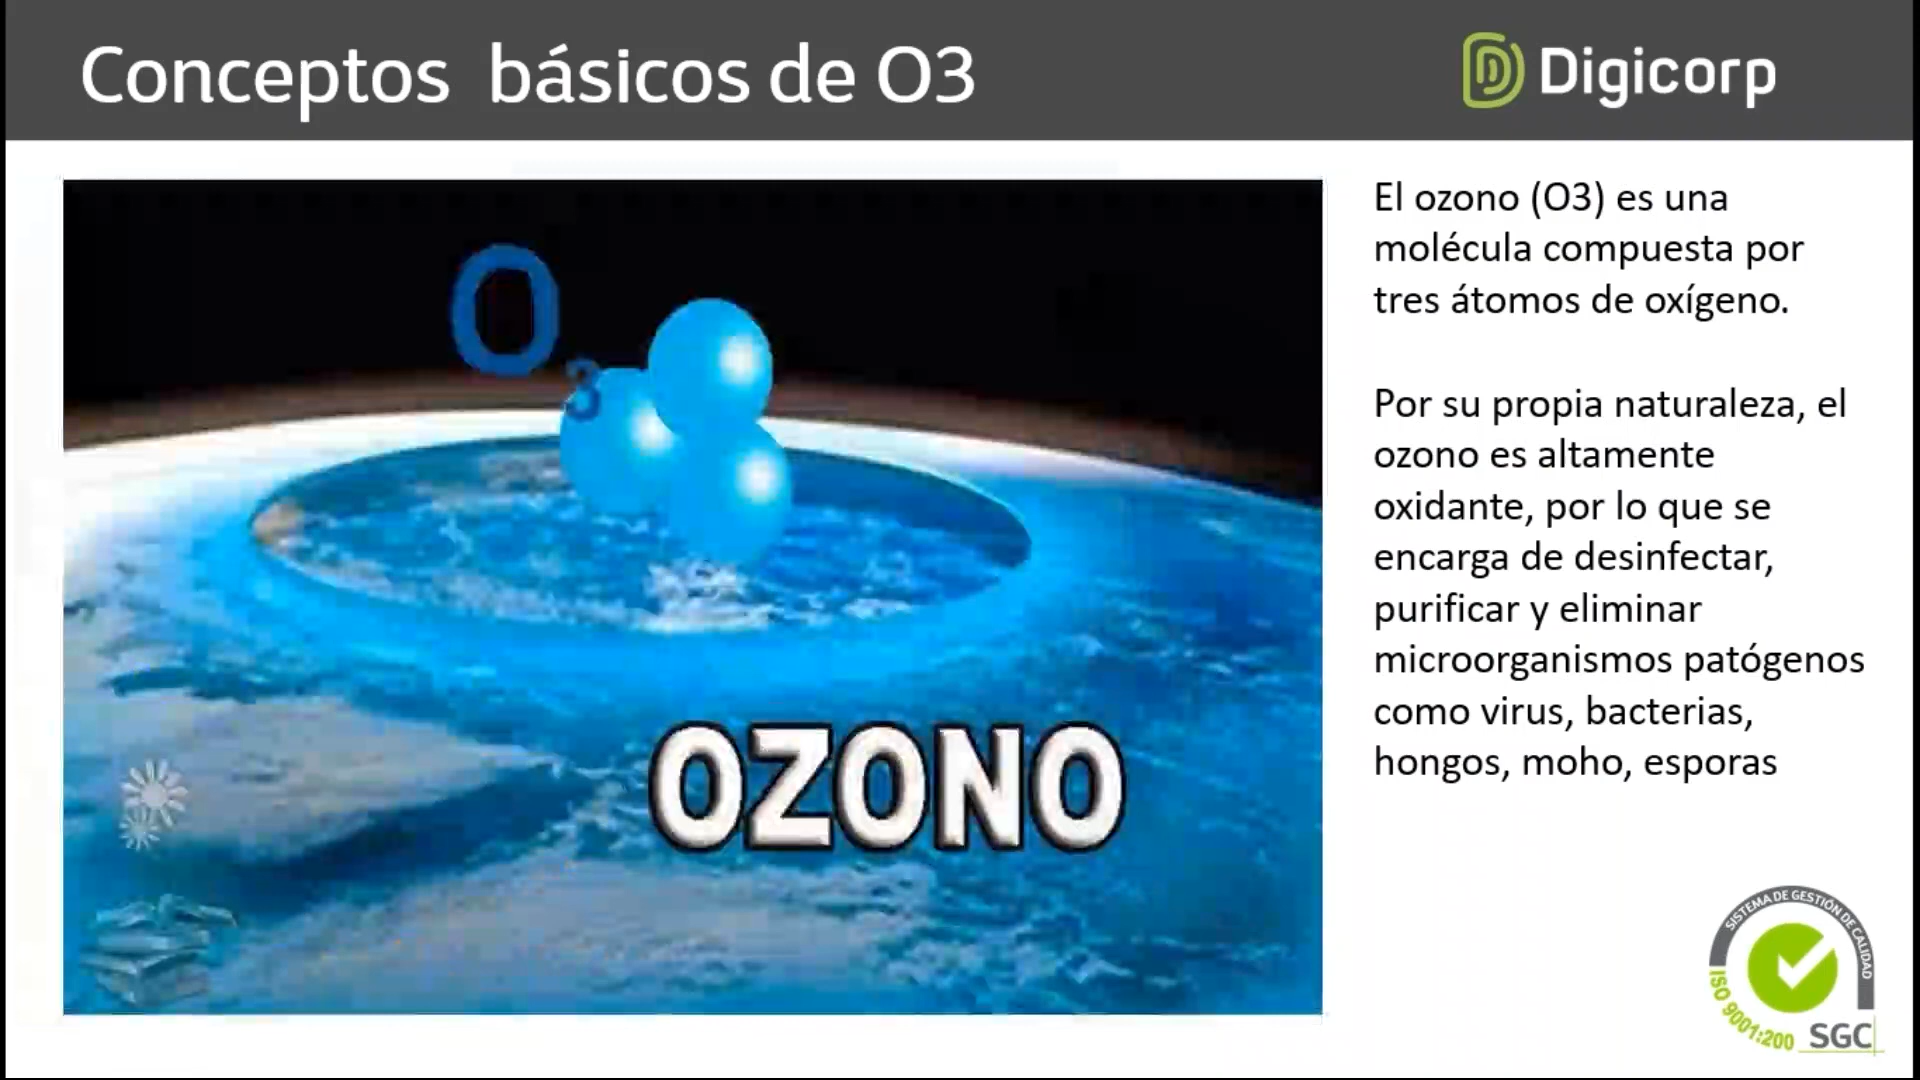 Conceptos básicos de O3
Digicorp
O
3
OZONO
El ozono (O3) es una
molécula compuesta por
tres átomos de oxígeno.
Por su propia naturaleza, el
ozono es altamente
oxidante, por lo que se
encarga de desinfectar,
purificar y eliminar
microorganismos patógenos
como virus, bacterias,
hongos, moho, esporas
SISTEMA DE GESTIÓN DE CALIDAD
ISO 9001:200
SGC